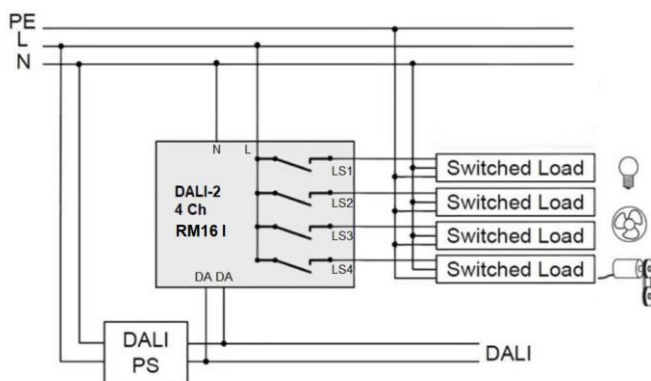 PE
L
N
N L
DALI-2
4 Ch
RM16 I
LS1
LS2
LS3
LS4
Switched Load
Switched Load
Switched Load
Switched Load
DA DA
DALI
PS
DALI